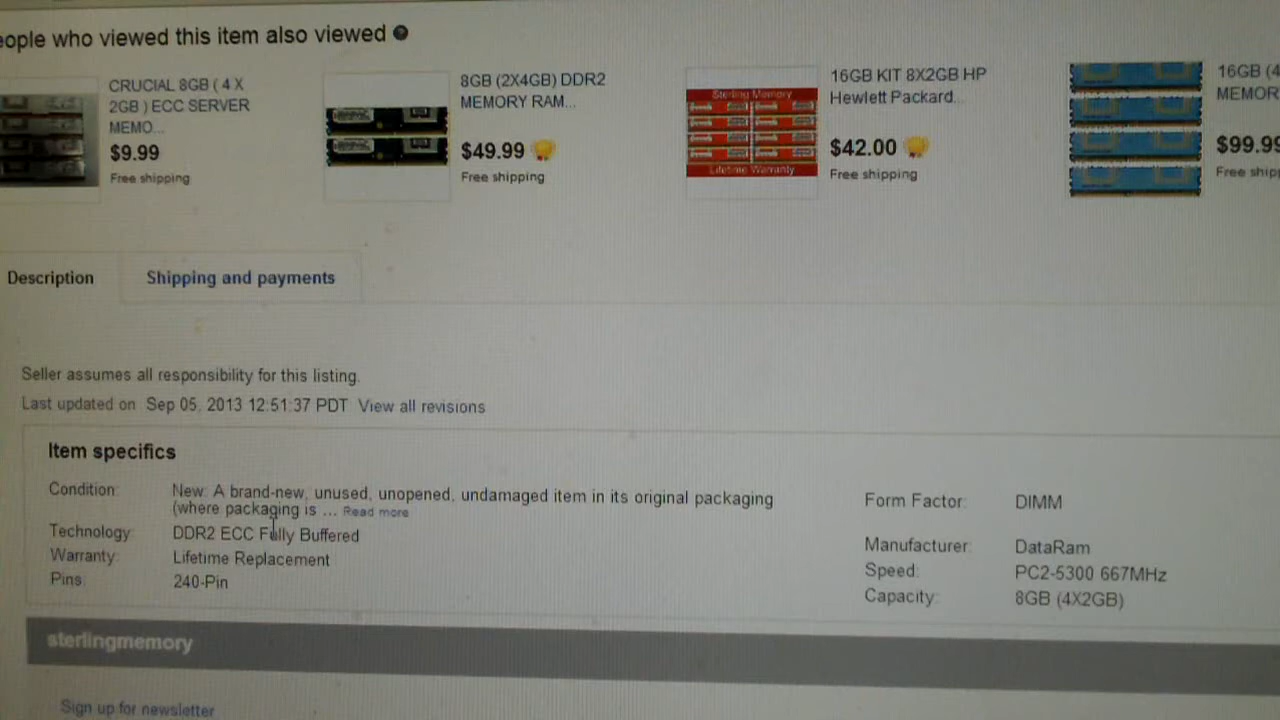 eople who viewed this item also viewed
CRUCIAL 8GB ( 4 X
2GB ) ECC SERVER
MEMO...
$9.99
Free shipping
8GB (2X4GB) DDR2
MEMORY RAM...
$49.99
Free shipping
Sterling Memory
Lifetime Warranty
16GB KIT 8X2GB HP
Hewlett Packard...
$42.00
Free shipping
16GB (4
MEMOR
$99.99
Free ship
Description
Shipping and payments
Seller assumes all responsibility for this listing.
Last updated on Sep 05, 2013 12:51:37 PDT View all revisions
Item specifics
Condition: New: A brand-new, unused, unopened, undamaged item in its original packaging
(where packaging is ... Read more
Technology: DDR2 ECC Fully Buffered
Warranty: Lifetime Replacement
Pins: 240-Pin
Form Factor: DIMM
Manufacturer: DataRam
Speed: PC2-5300 667MHz
Capacity: 8GB (4X2GB)
sterlingmemory
Sign up for newsletter